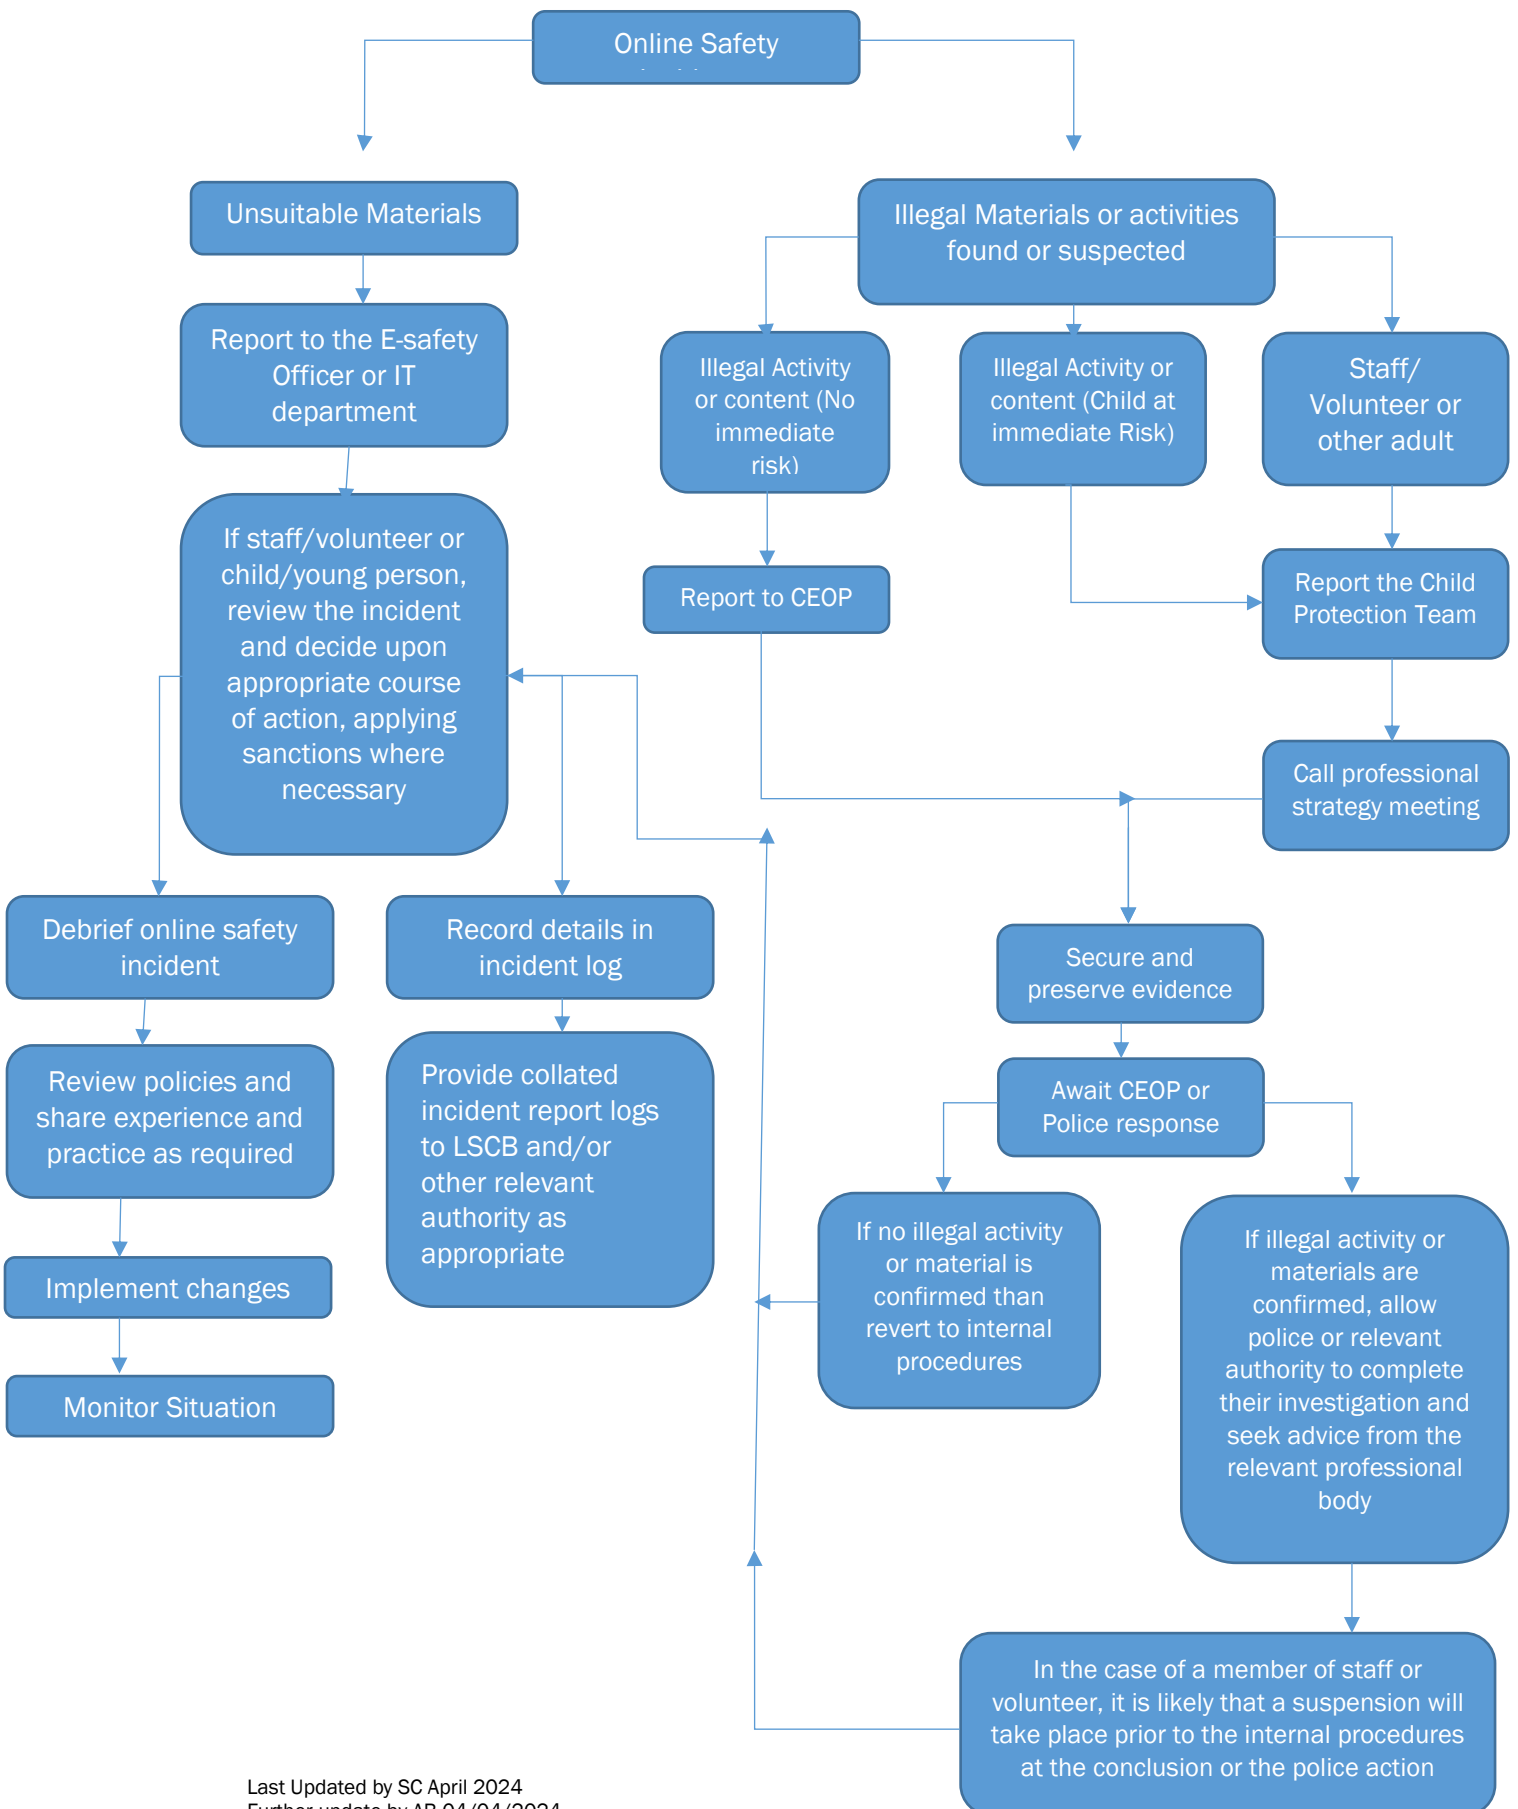 Online Safety
Unsuitable Materials
Illegal Materials or activities
found or suspected
Report to the E-safety
Officer or IT
department
Illegal Activity
or content (No
immediate
risk)
Illegal Activity or
content (Child at
immediate Risk)
Staff/
Volunteer or
other adult
If staff/volunteer or
child/young person,
review the incident
and decide upon
appropriate course
of action, applying
sanctions where
necessary
Report to CEOP
Report the Child
Protection Team
Call professional
strategy meeting
Debrief online safety
incident
Record details in
incident log
Secure and
preserve evidence
Review policies and
share experience and
practice as required
Provide collated
incident report logs
to LSCB and/or
other relevant
authority as
appropriate
Await CEOP or
Police response
If no illegal activity
or material is
confirmed than
revert to internal
procedures
If illegal activity or
materials are
confirmed, allow
police or relevant
authority to complete
their investigation and
seek advice from the
relevant professional
body
Implement changes
Monitor Situation
In the case of a member of staff or
volunteer, it is likely that a suspension will
take place prior to the internal procedures
at the conclusion or the police action
Last Updated by SC April 2024
Further update by AB 04/04/2024